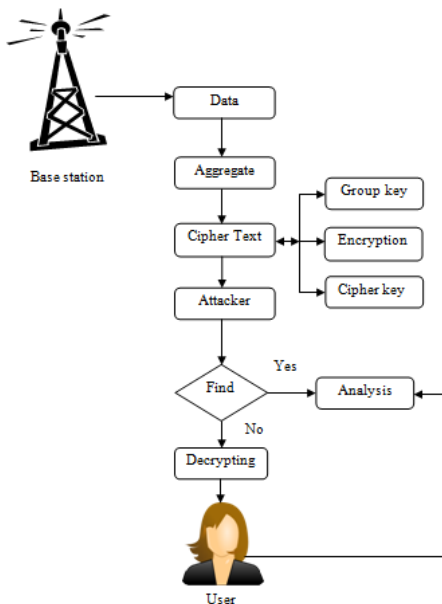 Data
Base station
Aggregate
Group key
Cipher Text
Encryption
Cipher key
Attacker
Yes
Find
Analysis
No
Decrypting
User